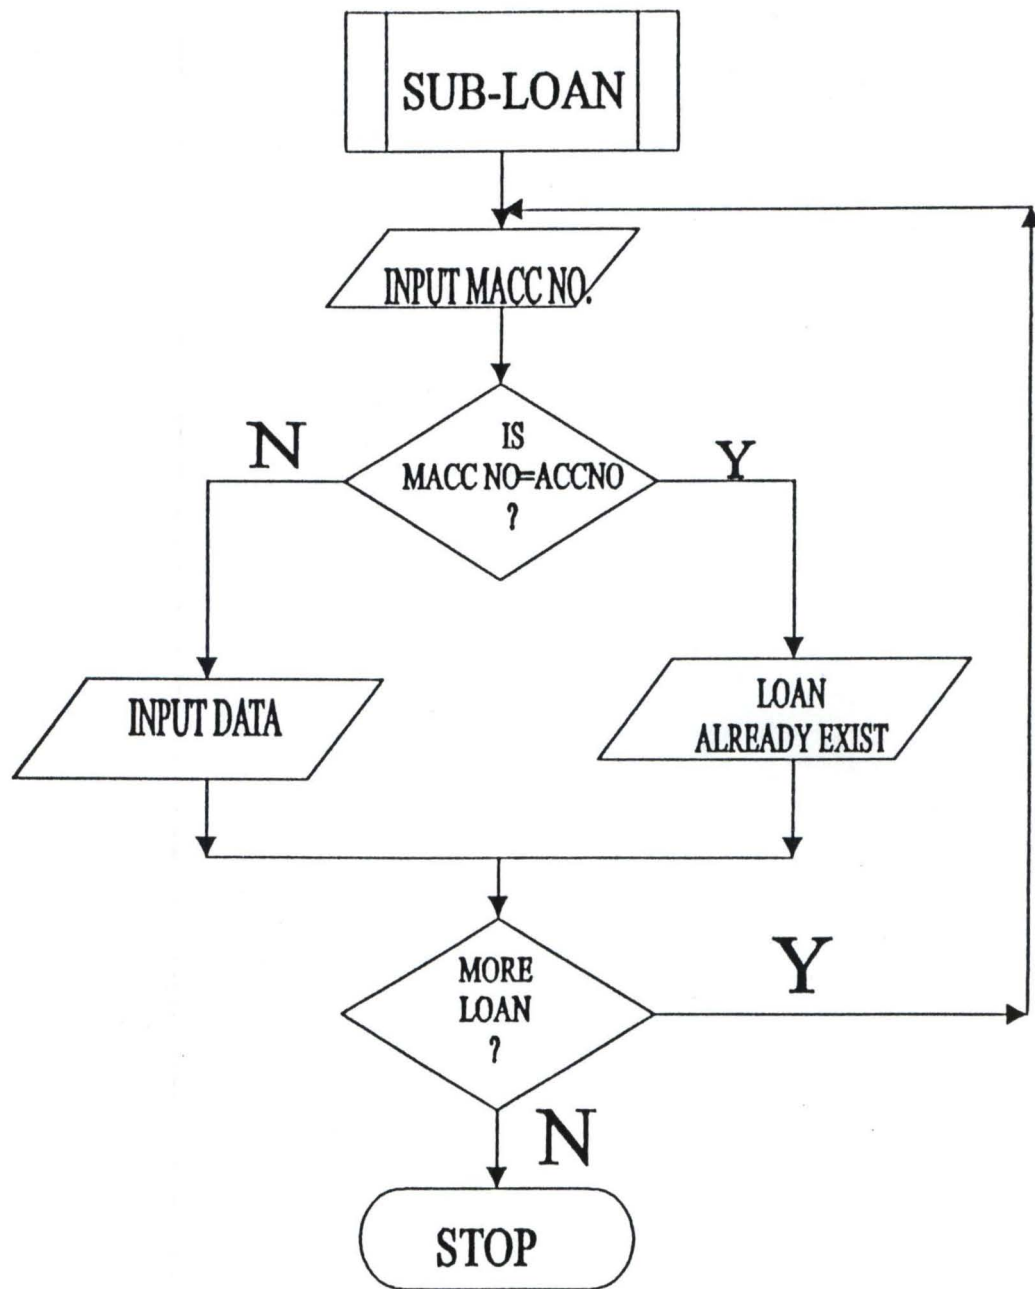 SUB-LOAN
INPUT MACC NO.
IS
MACC NO=ACCNO
?
N
Y
INPUT DATA
LOAN
ALREADY EXIST
MORE
LOAN
?
Y
N
STOP